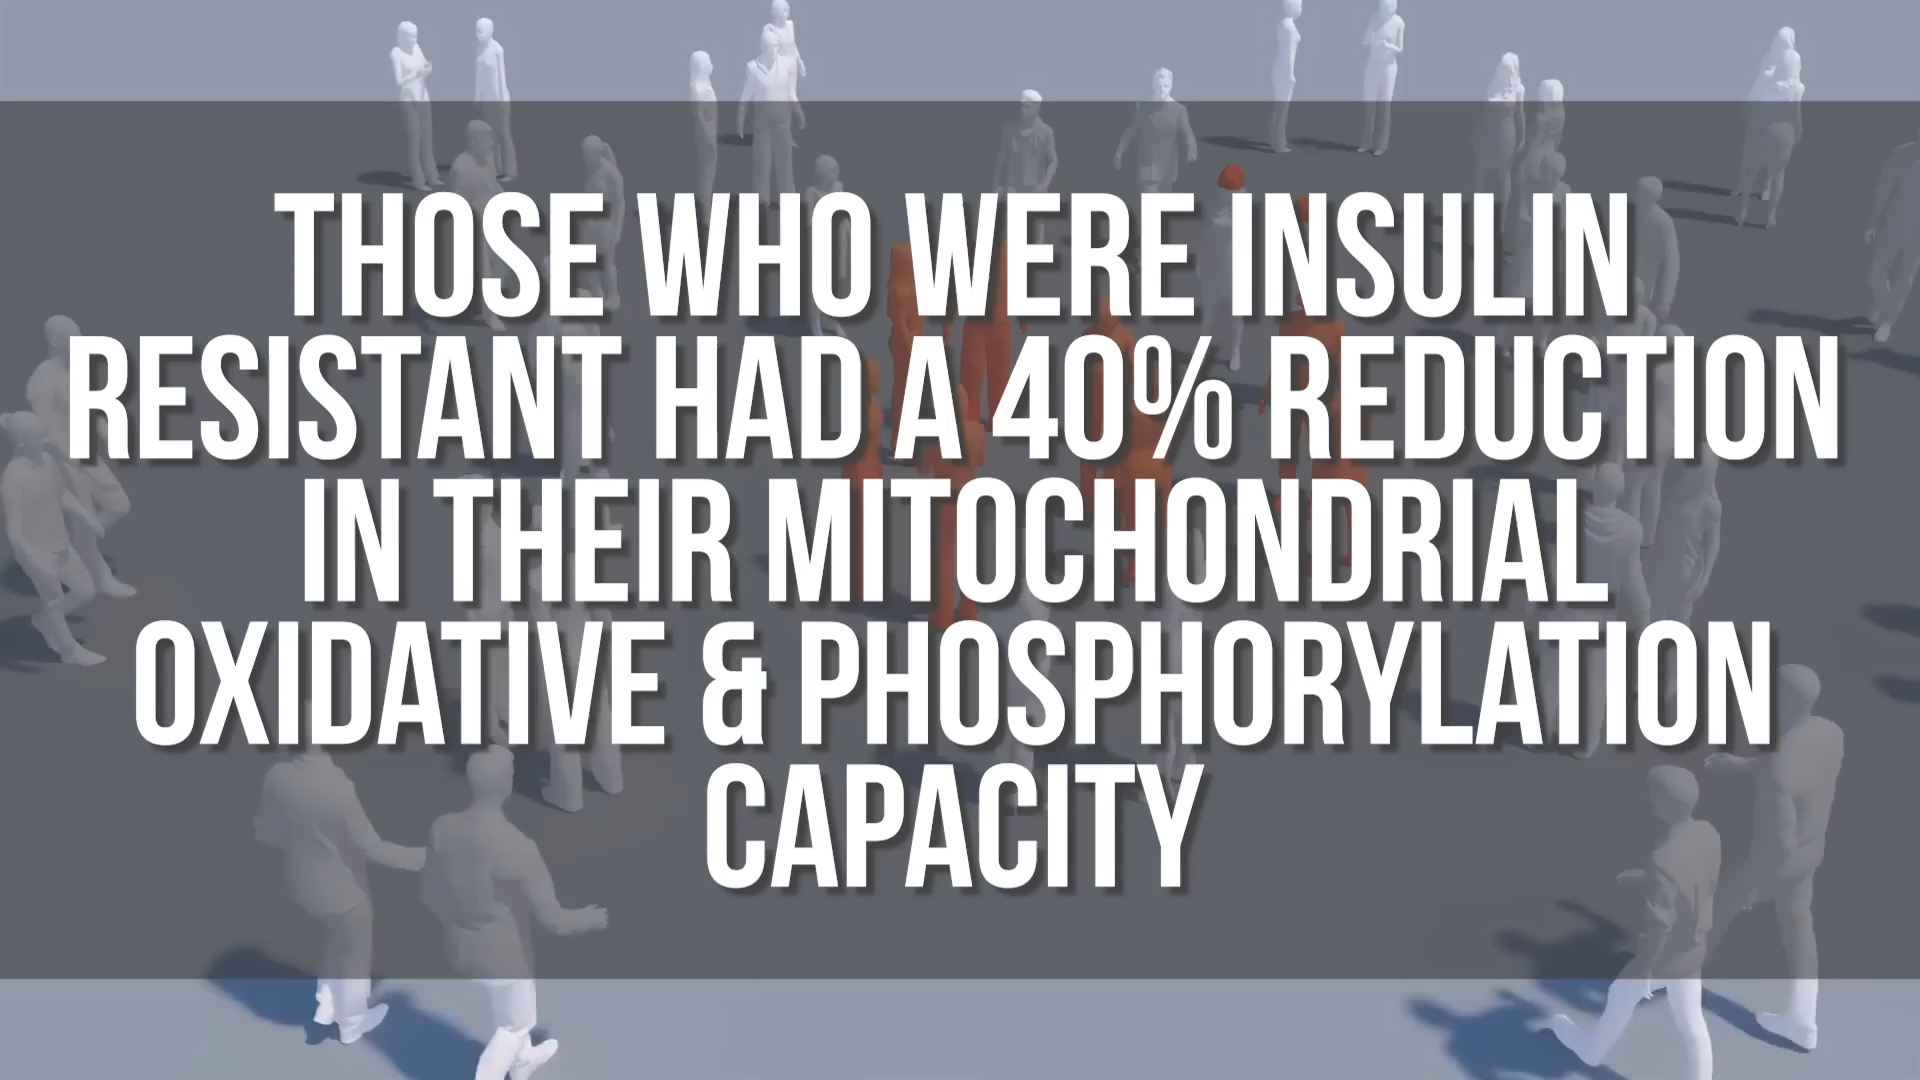 THOSE WHO WERE INSULIN
RESISTANT HAD A 40% REDUCTION
IN THEIR MITOCHONDRIAL
OXIDATIVE & PHOSPHORYLATION
CAPACITY